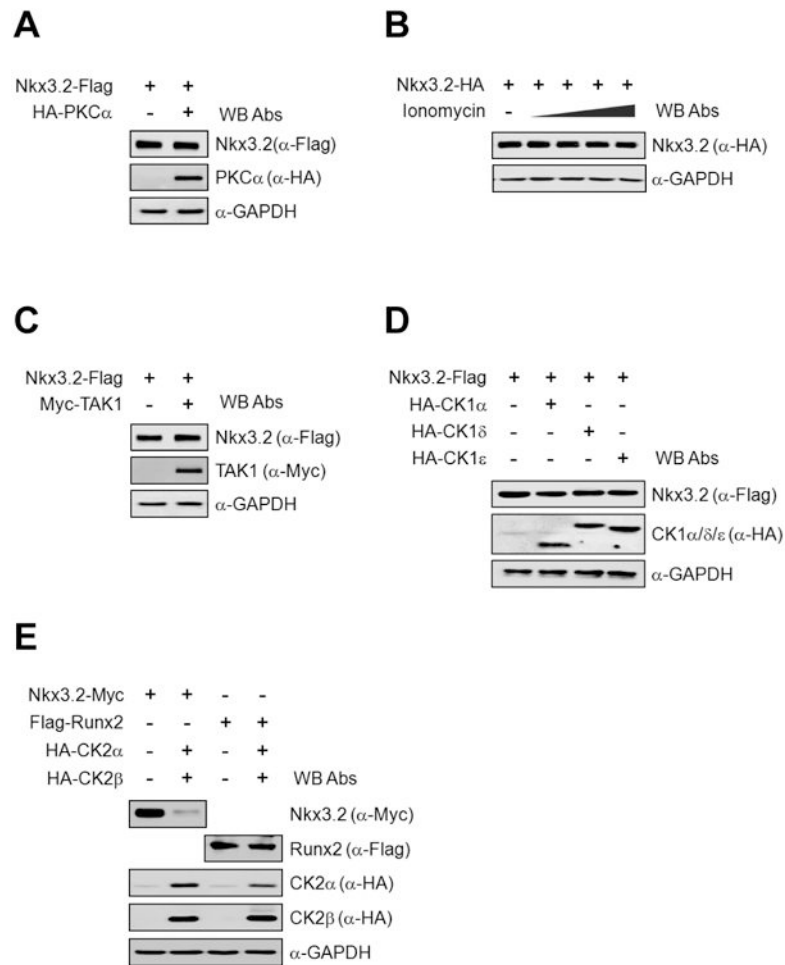 A
Nkx3.2-Flag + +
HA-PKCα - + WB Abs
Nkx3.2(α-Flag)
PKCα (α-HA)
α-GAPDH
B
Nkx3.2-HA + + + + +
Ionomycin - WB Abs
Nkx3.2 (α-HA)
α-GAPDH
C
Nkx3.2-Flag + +
Myc-TAK1 - + WB Abs
Nkx3.2 (α-Flag)
TAK1 (α-Myc)
α-GAPDH
D
Nkx3.2-Flag + + + +
HA-CK1α - + - -
HA-CK1δ - - + -
HA-CK1ε - - - + WB Abs
Nkx3.2 (α-Flag)
CK1α/δ/ε (α-HA)
α-GAPDH
E
Nkx3.2-Myc + + - -
Flag-Runx2 - - + +
HA-CK2α - + - +
HA-CK2β - + - + WB Abs
Nkx3.2 (α-Myc)
Runx2 (α-Flag)
CK2α (α-HA)
CK2β (α-HA)
α-GAPDH